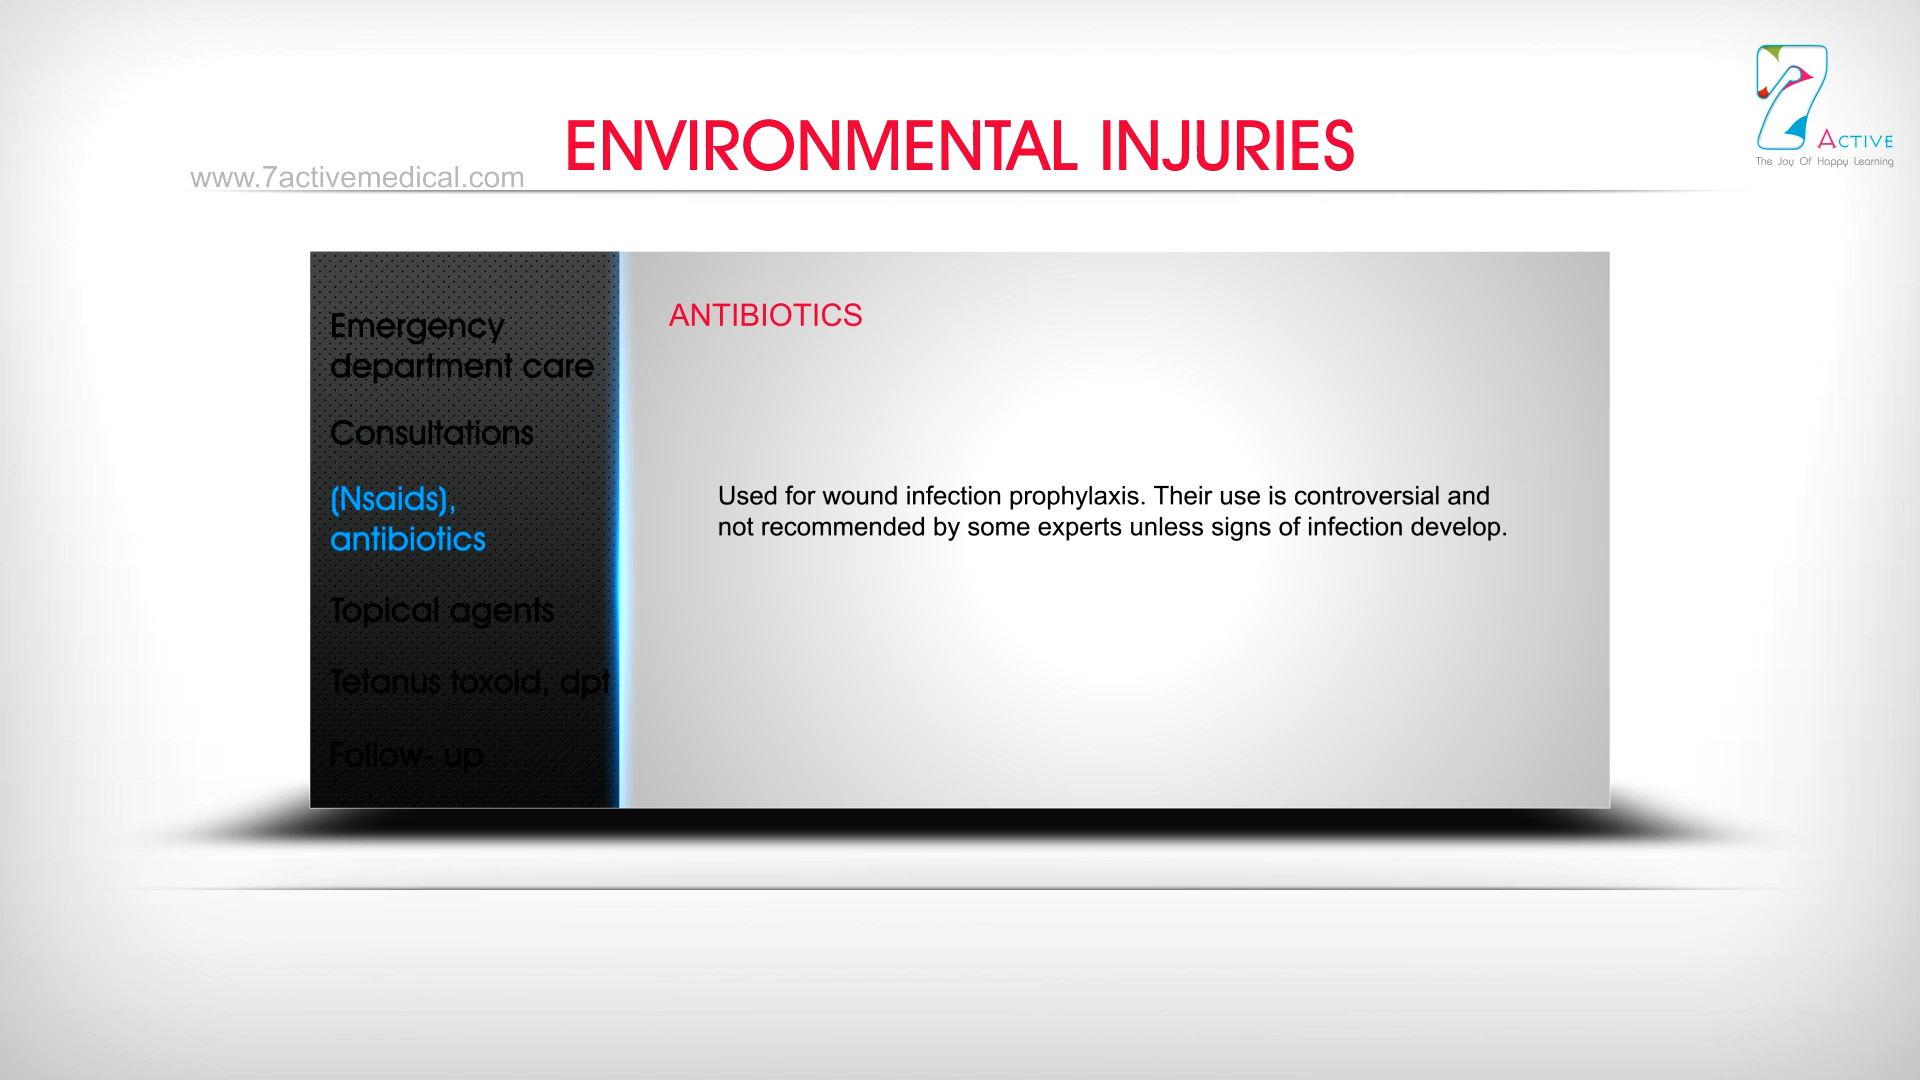 ENVIRONMENTAL INJURIES
www.7activemedical.com
7
ACTIVE
The Joy Of Happy Learning
Emergency
department care
Consultations
(Nsaids),
antibiotics
Topical agents
Tetanus toxoid, dpt
Follow- up
ANTIBIOTICS
Used for wound infection prophylaxis. Their use is controversial and
not recommended by some experts unless signs of infection develop.